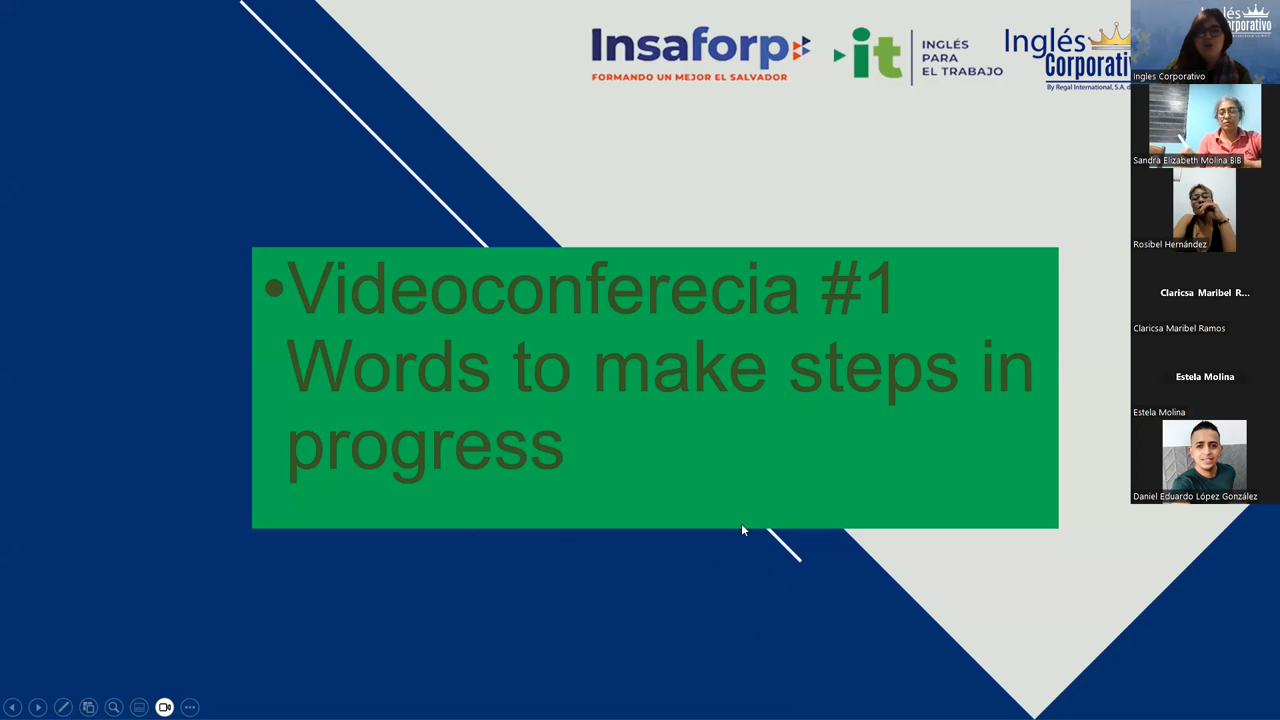 Insaforp
FORMANDO UN MEJOR EL SALVADOR
it
INGLÉS
PARA
EL TRABAJO
Inglés
Corporativ
By Regal International, S.A. d
•Videoconferecia #1
Words to make steps in
progress
Ingles Corporativo
Sandra Elizabeth Molina BIB
Rosibel Hernández
Claricsa Maribel R...
Claricsa Maribel Ramos
Estela Molina
Estela Molina
Daniel Eduardo López González